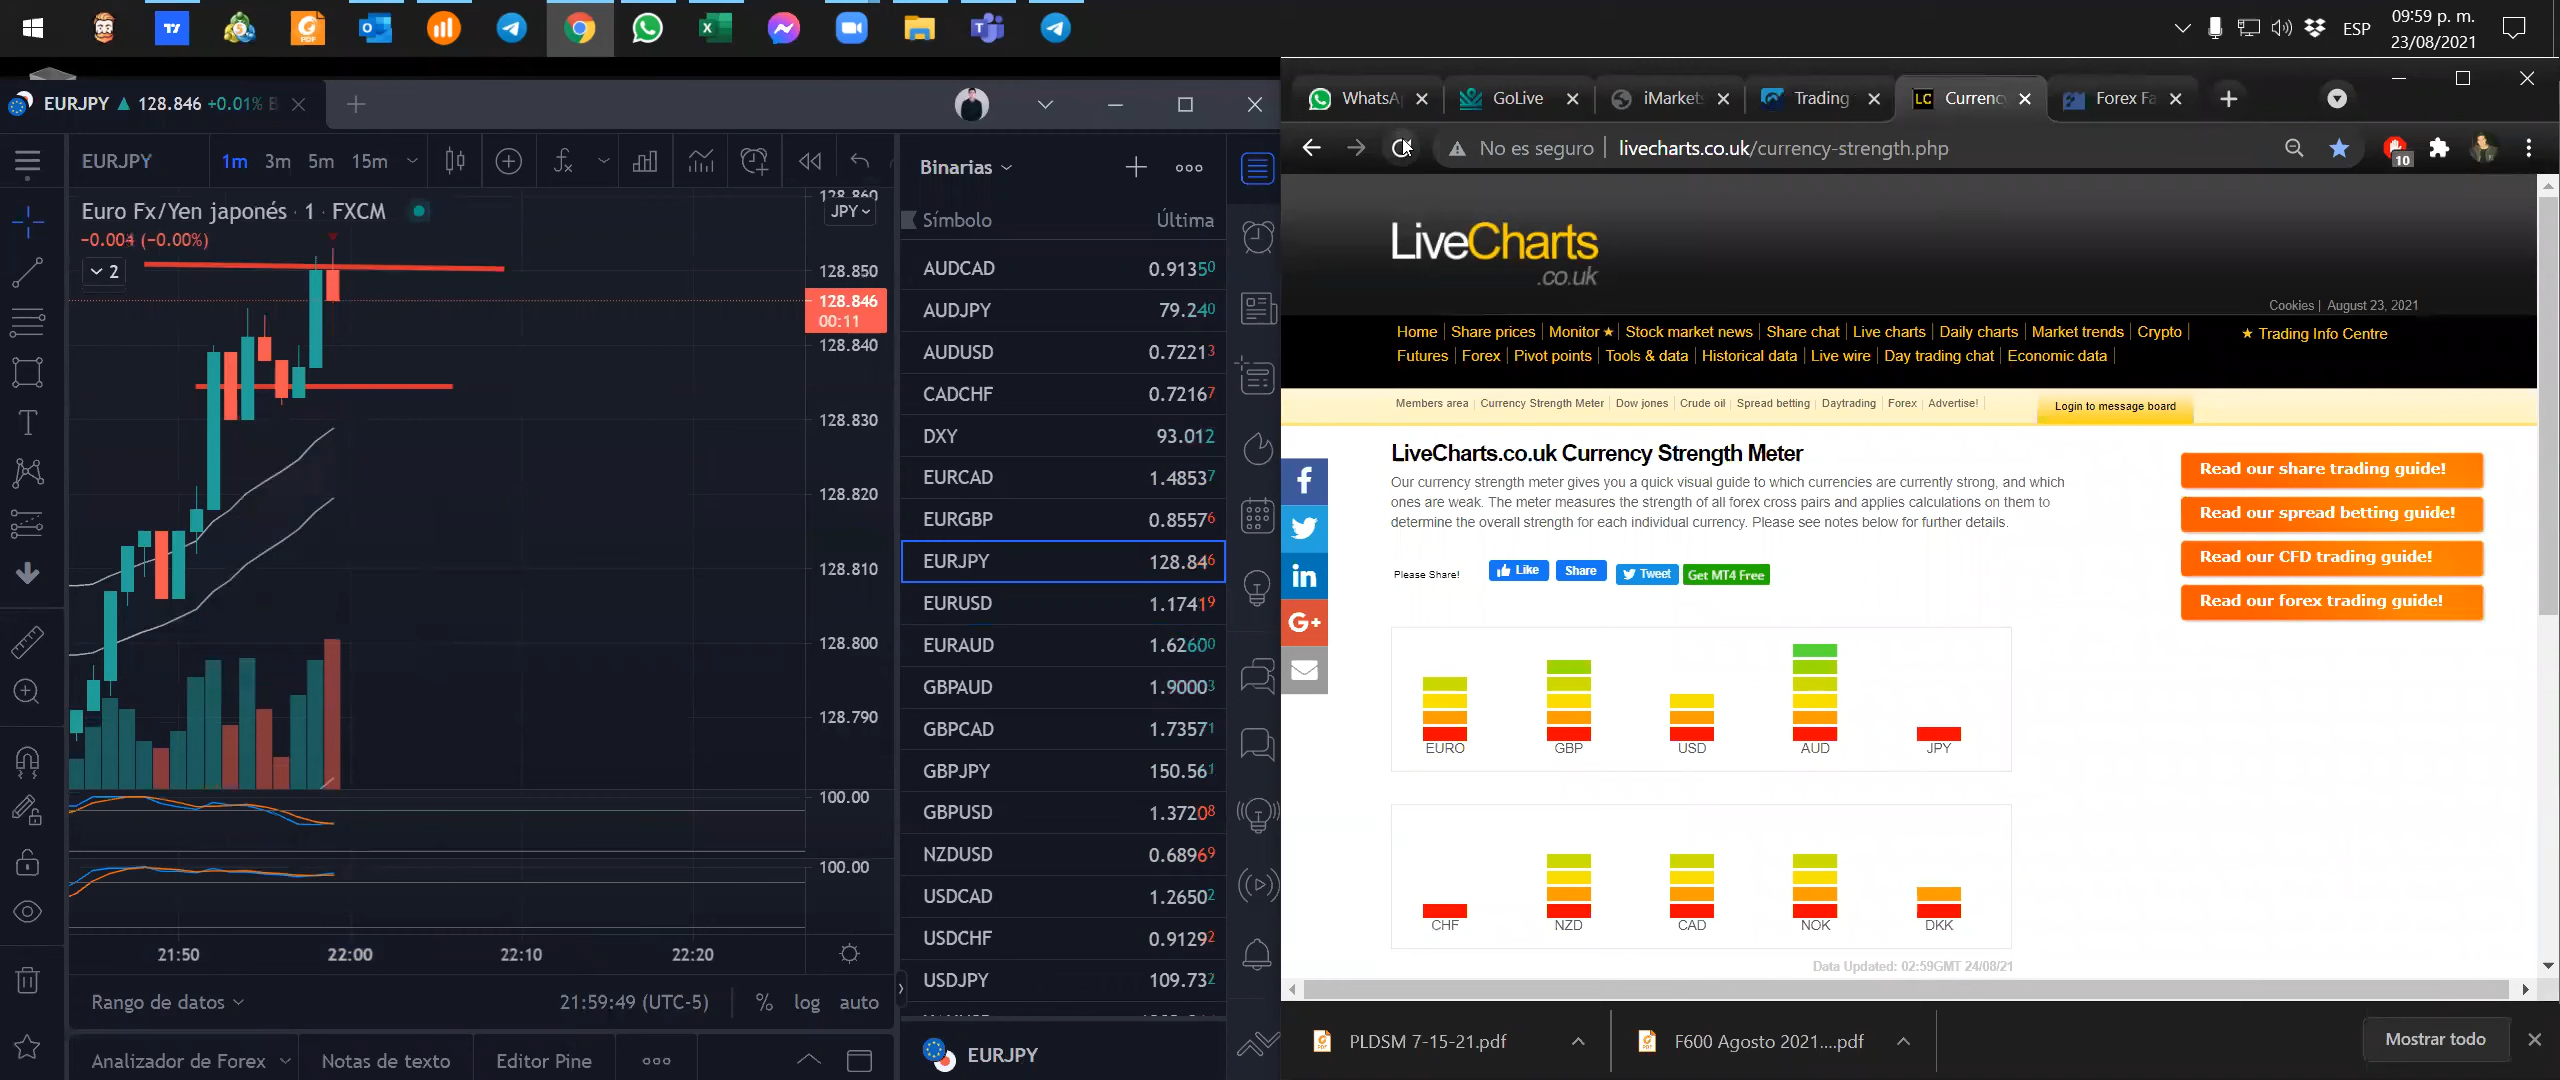 09:59 p. m.
ESP
23/08/2021
EURJPY ▲ 128.846 +0.01%
EURJPY 1m 3m 5m 15m
Euro Fx/Yen japonés · 1 · FXCM
−0.004 (−0.00%)
2
128.860
JPY
128.850
128.846
00:11
128.840
128.830
128.820
128.810
128.800
128.790
100.00
100.00
21:50 22:00 22:10 22:20
Rango de datos 21:59:49 (UTC-5) % log auto
Analizador de Forex Notas de texto Editor Pine
Binarias
Símbolo Última
AUDCAD 0.91350
AUDJPY 79.240
AUDUSD 0.72213
CADCHF 0.72167
DXY 93.012
EURCAD 1.48537
EURGBP 0.85576
EURJPY 128.846
EURUSD 1.17419
EURAUD 1.62600
GBPAUD 1.90003
GBPCAD 1.73571
GBPJPY 150.561
GBPUSD 1.37208
NZDUSD 0.68969
USDCAD 1.26502
USDCHF 0.91292
USDJPY 109.732
EURJPY
WhatsA GoLive iMarket Trading LC Currenc Forex Fa
No es seguro livecharts.co.uk/currency-strength.php
10
LiveCharts
.co.uk
Cookies | August 23, 2021
Home Share prices Monitor ★ Stock market news Share chat Live charts Daily charts Market trends Crypto
★ Trading Info Centre
Futures Forex Pivot points Tools & data Historical data Live wire Day trading chat Economic data
Members area Currency Strength Meter Dow jones Crude oil Spread betting Daytrading Forex Advertise!
Login to message board
LiveCharts.co.uk Currency Strength Meter
Our currency strength meter gives you a quick visual guide to which currencies are currently strong, and which
ones are weak. The meter measures the strength of all forex cross pairs and applies calculations on them to
determine the overall strength for each individual currency. Please see notes below for further details.
Please Share! Like Share Tweet Get MT4 Free
Read our share trading guide!
Read our spread betting guide!
Read our CFD trading guide!
Read our forex trading guide!
EURO GBP USD AUD JPY
CHF NZD CAD NOK DKK
Data Updated: 02:59GMT 24/08/21
PLDSM 7-15-21.pdf F600 Agosto 2021....pdf Mostrar todo